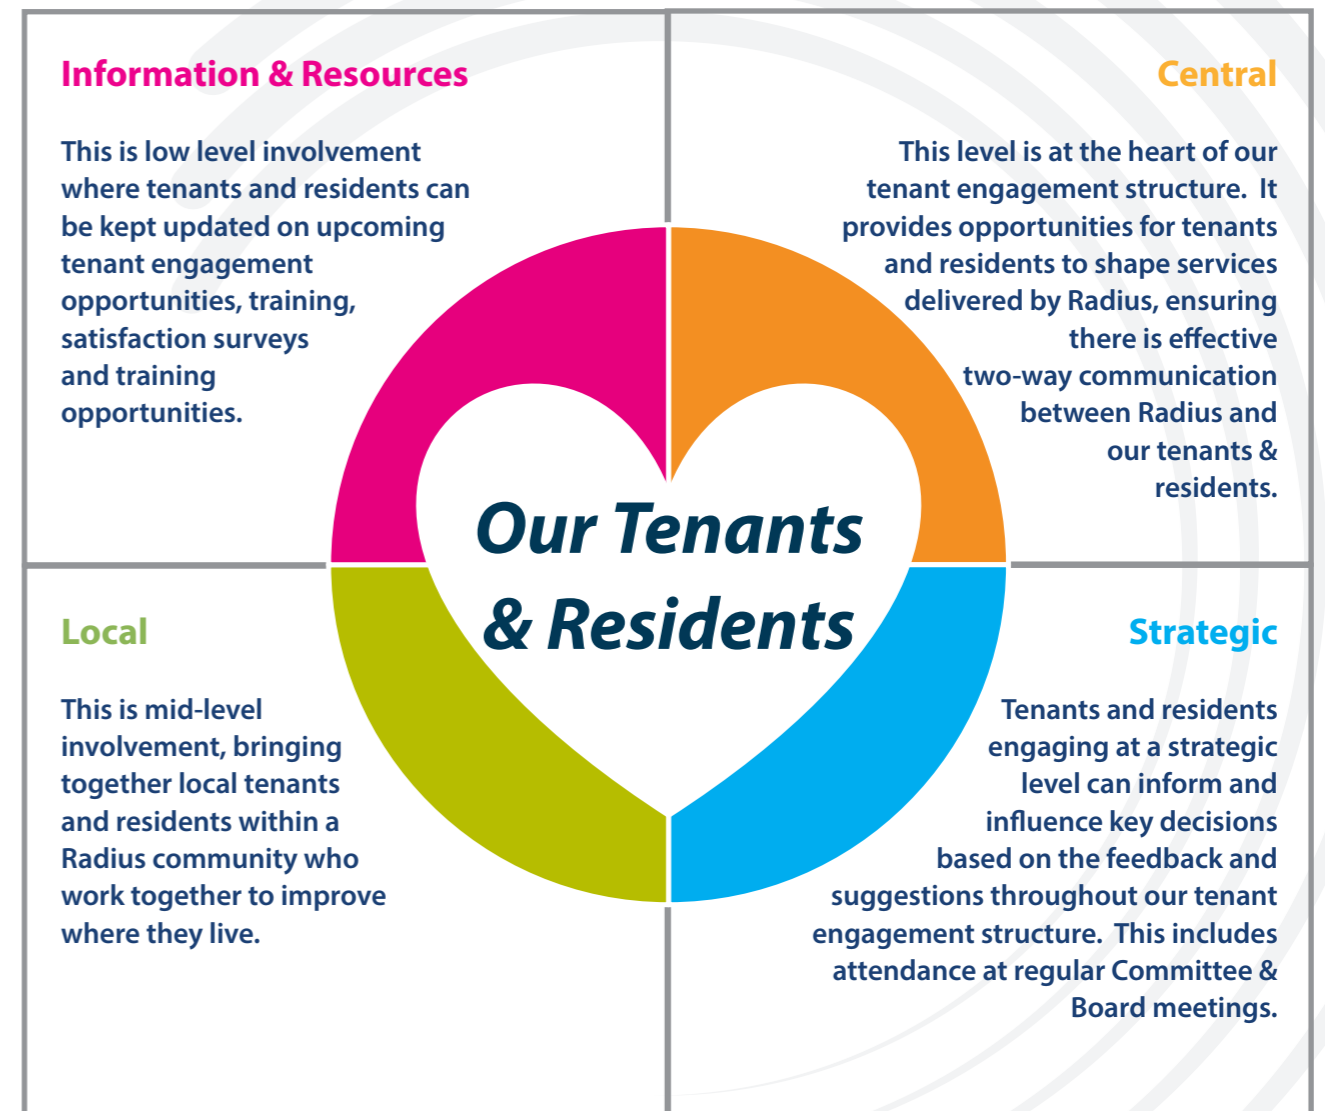 Information & Resources
This is low level involvement
where tenants and residents can
be kept updated on upcoming
tenant engagement
opportunities, training,
satisfaction surveys
and training
opportunities.
Central
This level is at the heart of our
tenant engagement structure.  It
provides opportunities for tenants
and residents to shape services
delivered by Radius, ensuring
there is effective
two-way communication
between Radius and
our tenants &
residents.
Our Tenants
& Residents
Local
This is mid-level
involvement, bringing
together local tenants
and residents within a
Radius community who
work together to improve
where they live.
Strategic
Tenants and residents
engaging at a strategic
level can inform and
influence key decisions
based on the feedback and
suggestions throughout our tenant
engagement structure.  This includes
attendance at regular Committee &
Board meetings.